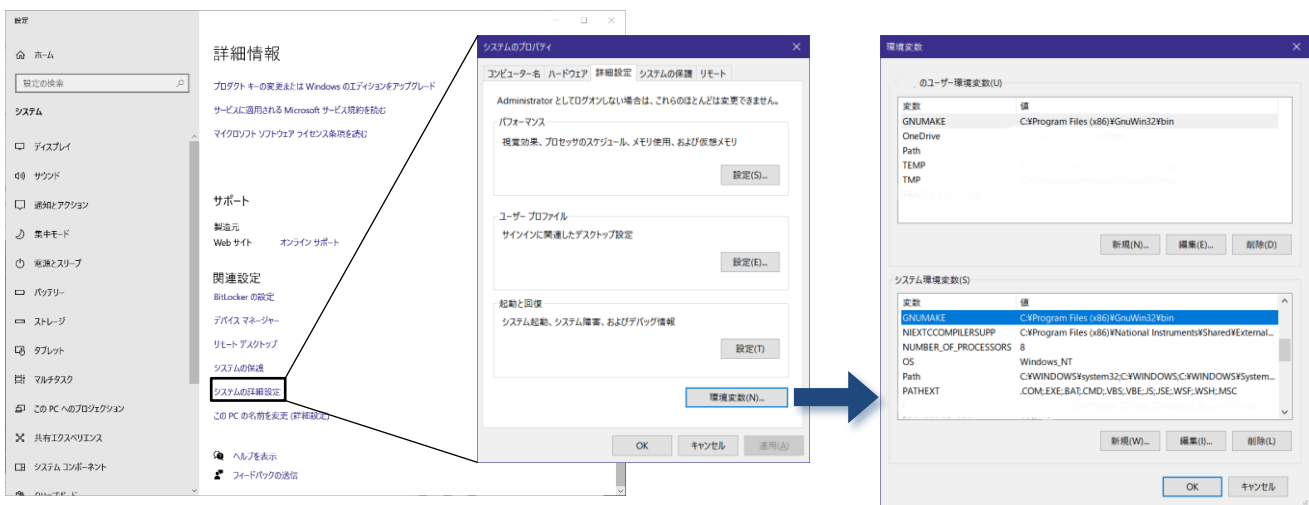 設定
ホーム
設定の検索
システム
ディスプレイ
サウンド
通知とアクション
集中モード
電源とスリープ
バッテリー
ストレージ
タブレット
マルチタスク
この PC へのプロジェクション
共有エクスペリエンス
システム コンポーネント
クリップボード
詳細情報
プロダクト キーの変更または Windows のエディションをアップグレード
サービスに適用される Microsoft サービス規約を読む
マイクロソフト ソフトウェア ライセンス条項を読む
サポート
製造元
Web サイト オンライン サポート
関連設定
BitLocker の設定
デバイス マネージャー
リモート デスクトップ
システムの保護
システムの詳細設定
この PC の名前を変更 (詳細設定)
ヘルプを表示
フィードバックの送信
システムのプロパティ
コンピューター名 ハードウェア 詳細設定 システムの保護 リモート
Administrator としてログオンしない場合は、これらのほとんどは変更できません。
パフォーマンス
視覚効果、プロセッサのスケジュール、メモリ使用、および仮想メモリ
設定(S)...
ユーザー プロファイル
サインインに関連したデスクトップ設定
設定(E)...
起動と回復
システム起動、システム障害、およびデバッグ情報
設定(T)
環境変数(N)...
OK キャンセル 適用(A)
環境変数
のユーザー環境変数(U)
変数 値
GNUMAKE C:¥Program Files (x86)¥GnuWin32¥bin
OneDrive
Path
TEMP
TMP
新規(N)... 編集(E)... 削除(D)
システム環境変数(S)
変数 値
GNUMAKE C:¥Program Files (x86)¥GnuWin32¥bin
NIEXTCCOMPILERSUPP C:¥Program Files (x86)¥National Instruments¥Shared¥External...
NUMBER_OF_PROCESSORS 8
OS Windows_NT
Path C:¥WINDOWS¥system32;C:¥WINDOWS;C:¥WINDOWS¥System...
PATHEXT .COM;.EXE;.BAT;.CMD;.VBS;.VBE;.JS;.JSE;.WSF;.WSH;.MSC
新規(W)... 編集(I)... 削除(L)
OK キャンセル